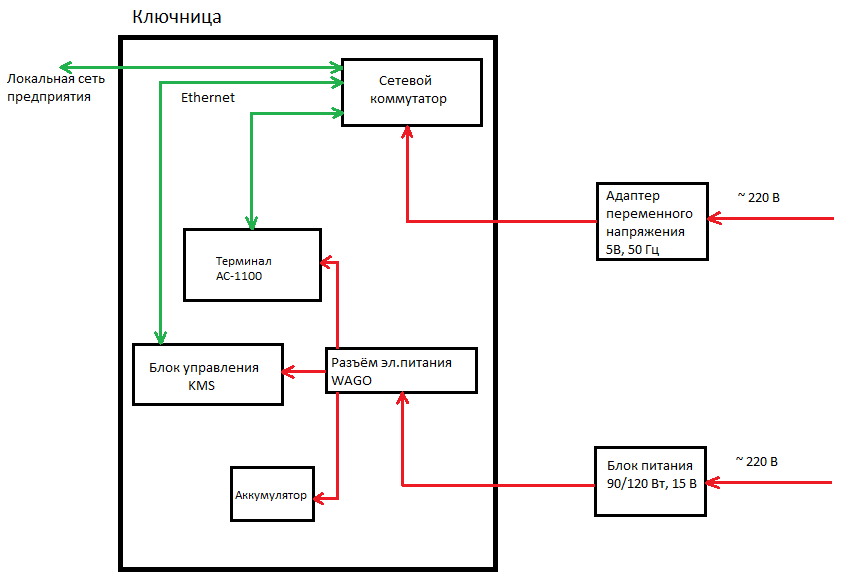 Ключница
Локальная сеть
предприятия
Ethernet
Сетевой
коммутатор
Адаптер
переменного
напряжения
5В, 50 Гц
~ 220 В
Терминал
АС-1100
Блок управления
KMS
Разъём эл.питания
WAGO
Аккумулятор
Блок питания
90/120 Вт, 15 В
~ 220 В